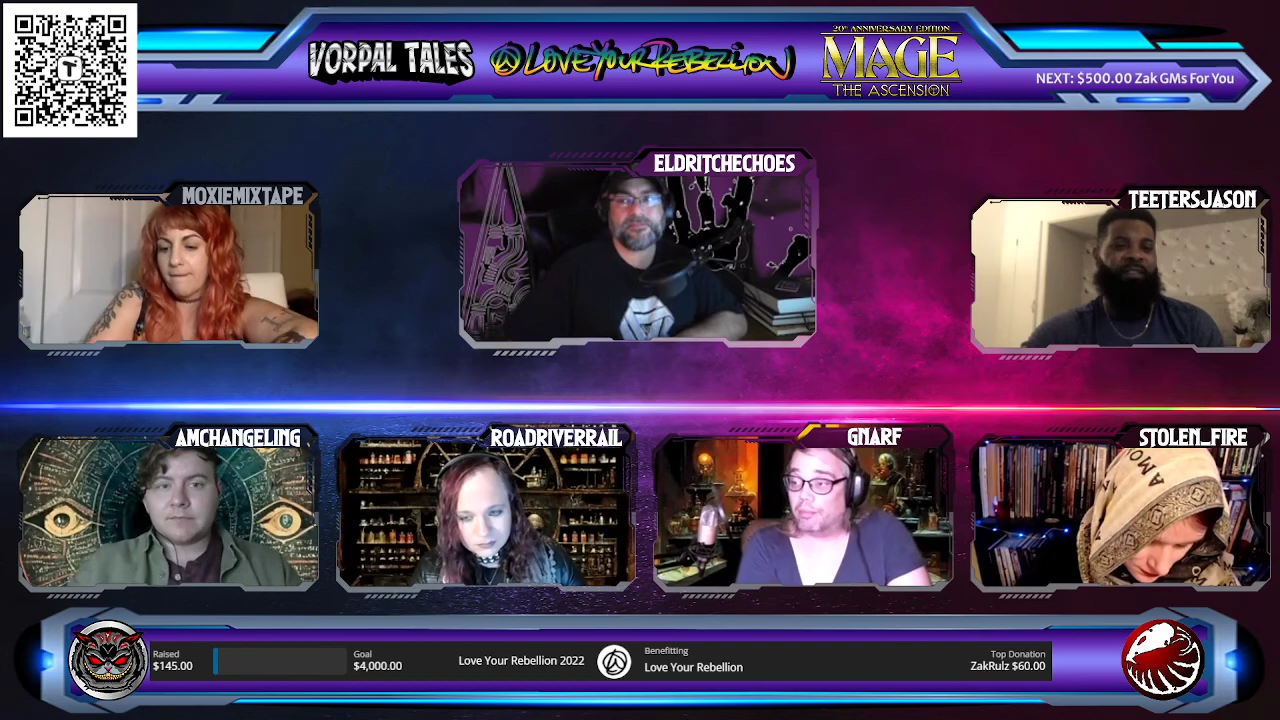 VORPAL TALES
LOVEYOURREBELLION
20TH ANNIVERSARY EDITION
MAGE
THE ASCENSION
NEXT: $500.00 Zak GMs For You
T
MOXIEMIXTAPE
ELDRITCHECHOES
TEETERSJASON
AMCHANGELING
ROADRIVERRAIL
GNARF
STOLEN_FIRE
AMO
Raised
$145.00
Goal
$4,000.00
Love Your Rebellion 2022
Benefitting
Love Your Rebellion
Top Donation
ZakRulz $60.00